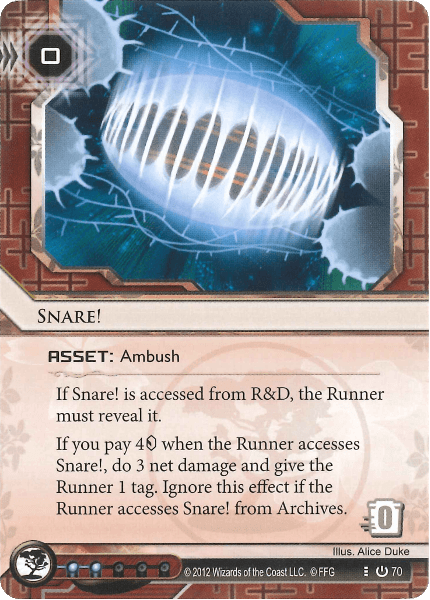 0
SNARE!
ASSET: Ambush
If Snare! is accessed from R&D, the Runner
must reveal it.
If you pay 4 when the Runner accesses
Snare!, do 3 net damage and give the
Runner 1 tag. Ignore this effect if the
Runner accesses Snare! from Archives.
0
Illus. Alice Duke
© 2012 Wizards of the Coast LLC. © FFG
70